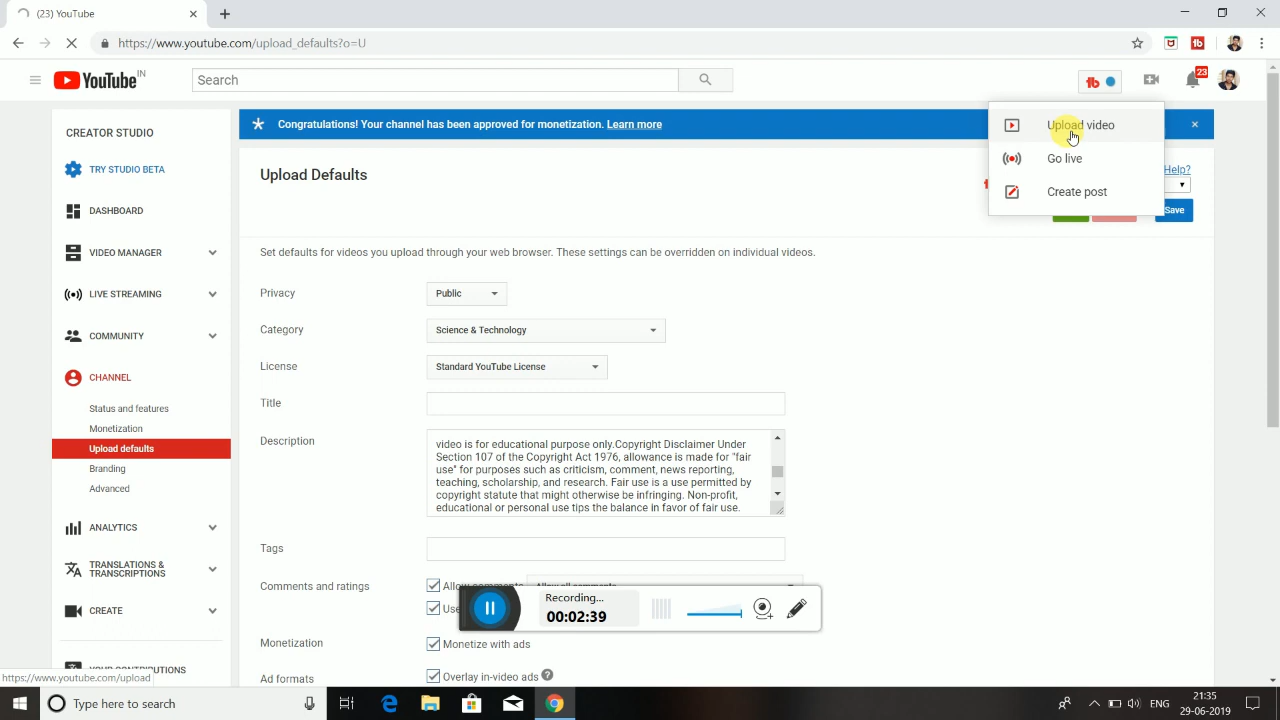 (23) YouTube
https://www.youtube.com/upload_defaults?o=U
YouTube IN
Search
23
CREATOR STUDIO
TRY STUDIO BETA
DASHBOARD
VIDEO MANAGER
LIVE STREAMING
COMMUNITY
CHANNEL
Status and features
Monetization
Upload defaults
Branding
Advanced
ANALYTICS
TRANSLATIONS &
TRANSCRIPTIONS
CREATE
YOUR CONTRIBUTIONS
Congratulations! Your channel has been approved for monetization. Learn more
Upload video
Go live
Create post
Upload Defaults
Help?
Save
Set defaults for videos you upload through your web browser. These settings can be overridden on individual videos.
Privacy
Public
Category
Science & Technology
License
Standard YouTube License
Title
Description
video is for educational purpose only.Copyright Disclaimer Under
Section 107 of the Copyright Act 1976, allowance is made for "fair
use" for purposes such as criticism, comment, news reporting,
teaching, scholarship, and research. Fair use is a use permitted by
copyright statute that might otherwise be infringing. Non-profit,
educational or personal use tips the balance in favor of fair use.
Tags
Comments and ratings
Allow comments
Allow all comments
Recording...
00:02:39
Monetization
Monetize with ads
Ad formats
Overlay in-video ads
https://www.youtube.com/upload
Type here to search
ENG
21:35
29-06-2019